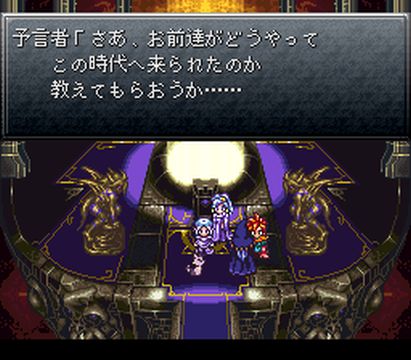 予言者「さあ、お前達がどうやって
この時代へ来られたのか
教えてもらおうか……